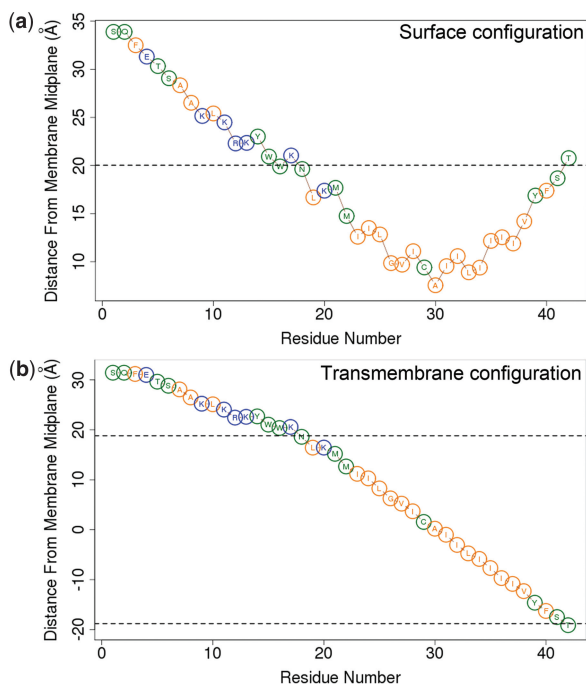 (a)
Surface configuration
Distance From Membrane Midplane (Å)
35
30
25
20
15
10
S Q F E T S A A K L K R K Y W W K N L K M M I I L G V I C A I I L I I I I V Y F S T
0 10 20 30 40
Residue Number
(b)
Transmembrane configuration
Distance From Membrane Midplane (Å)
30
20
10
0
-10
-20
S Q F E T S A A K L K R K Y W W K N L K M M I I L G V I C A I I L I I I I V Y F S T
0 10 20 30 40
Residue Number